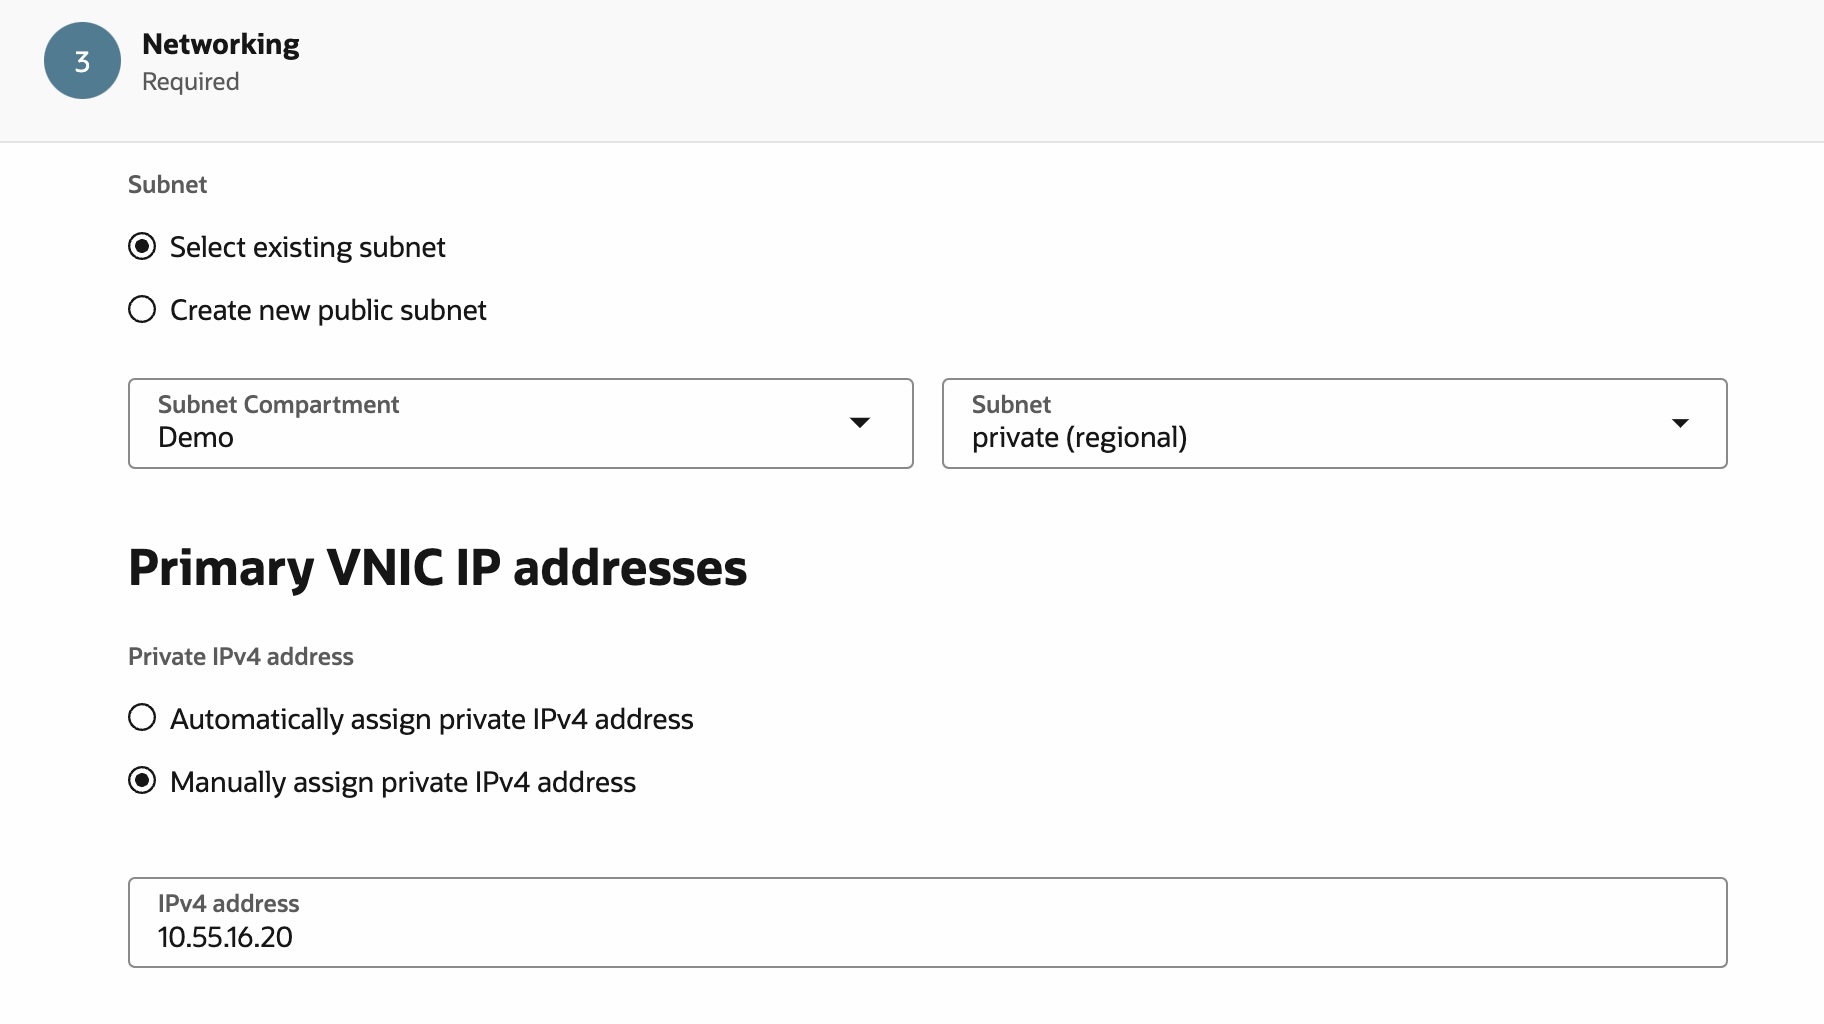 3
Networking
Required
Subnet
Select existing subnet
Create new public subnet
Subnet Compartment
Demo
Subnet
private (regional)
Primary VNIC IP addresses
Private IPv4 address
Automatically assign private IPv4 address
Manually assign private IPv4 address
IPv4 address
10.55.16.20